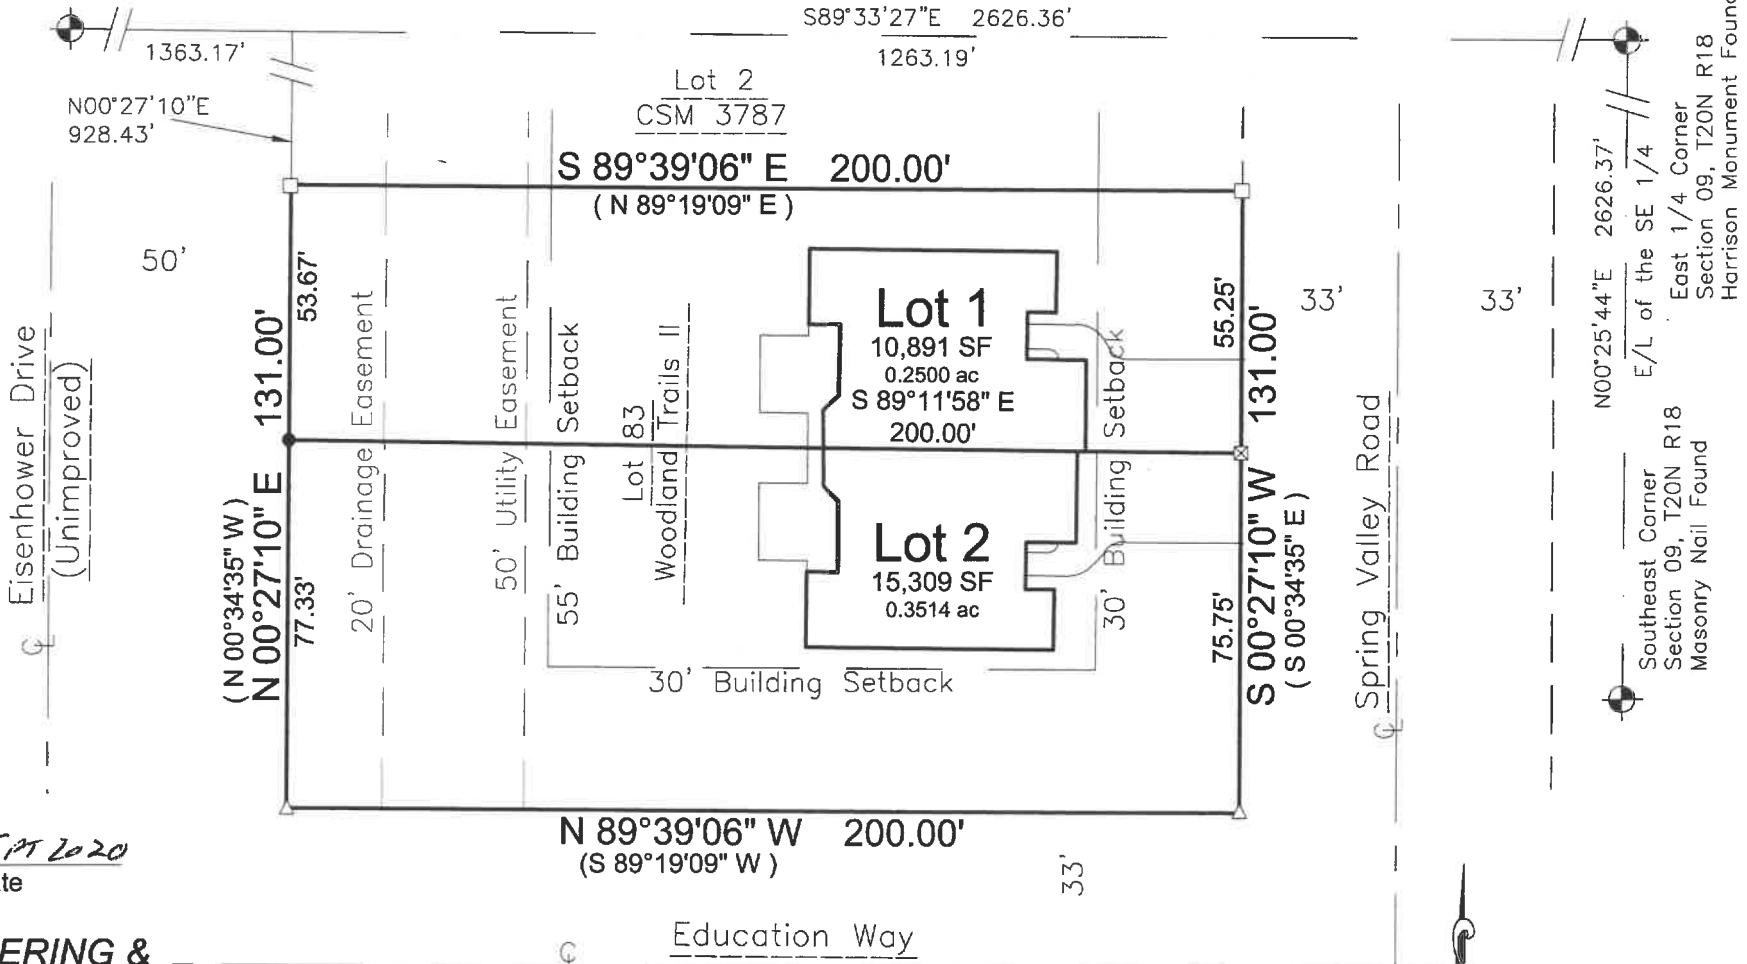 S89°33'27"E 2626.36'
1363.17'
1263.19'
Lot 2
CSM 3787
N00°27'10"E
928.43'
S 89°39'06" E 200.00'
( N 89°19'09" E )
50'
53.67'
131.00'
N 00°27'10" E
(N 00°34'35" W)
77.33'
Eisenhower Drive
(Unimproved)
20' Drainage Easement
50' Utility Easement
55' Building Setback
Lot 83
Woodland Trails II
Lot 1
10,891 SF
0.2500 ac
S 89°11'58" E
200.00'
Lot 2
15,309 SF
0.3514 ac
30' Building Setback
30' Building Setback
55.25'
131.00'
S 00°27'10" W
( S 00°34'35" E )
75.75'
33'
33'
Spring Valley Road
N00°25'44"E 2626.37'
E/L of the SE 1/4
East 1/4 Corner
Section 09, T20N R18
Harrison Monument Found
Southeast Corner
Section 09, T20N R18
Masonry Nail Found
N 89°39'06" W 200.00'
(S 89°19'09" W )
33'
Education Way
2020
te
ERING &